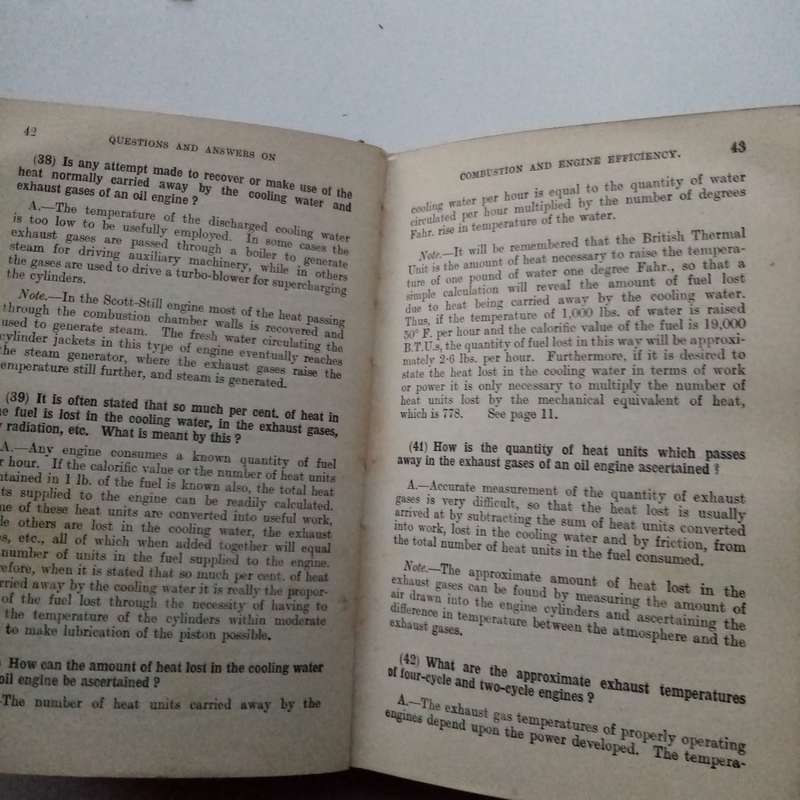 42
QUESTIONS AND ANSWERS ON
(38) Is any attempt made to recover or make use of the
heat normally carried away by the cooling water and
exhaust gases of an oil engine ?
A.—The temperature of the discharged cooling water
is too low to be usefully employed. In some cases the
exhaust gases are passed through a boiler to generate
steam for driving auxiliary machinery, while in others
the gases are used to drive a turbo-blower for supercharging
the cylinders.
Note.—In the Scott-Still engine most of the heat passing
through the combustion chamber walls is recovered and
used to generate steam. The fresh water circulating the
cylinder jackets in this type of engine eventually reaches
the steam generator, where the exhaust gases raise the
temperature still further, and steam is generated.
(39) It is often stated that so much per cent. of heat in
he fuel is lost in the cooling water, in the exhaust gases,
y radiation, etc. What is meant by this ?
A.—Any engine consumes a known quantity of fuel
r hour. If the calorific value or the number of heat units
ntained in 1 lb. of the fuel is known also, the total heat
ts supplied to the engine can be readily calculated.
ne of these heat units are converted into useful work,
le others are lost in the cooling water, the exhaust
es, etc., all of which when added together will equal
number of units in the fuel supplied to the engine.
refore, when it is stated that so much per cent. of heat
rried away by the cooling water it is really the propor-
of the fuel lost through the necessity of having to
the temperature of the cylinders within moderate
to make lubrication of the piston possible.
) How can the amount of heat lost in the cooling water
oil engine be ascertained ?
—The number of heat units carried away by the
COMBUSTION AND ENGINE EFFICIENCY.
43
cooling water per hour is equal to the quantity of water
circulated per hour multiplied by the number of degrees
Fahr. rise in temperature of the water.
Note.—It will be remembered that the British Thermal
Unit is the amount of heat necessary to raise the tempera-
ture of one pound of water one degree Fahr., so that a
simple calculation will reveal the amount of fuel lost
due to heat being carried away by the cooling water.
Thus, if the temperature of 1,000 lbs. of water is raised
50° F. per hour and the calorific value of the fuel is 19,000
B.T.U.s, the quantity of fuel lost in this way will be approxi-
mately 2·6 lbs. per hour. Furthermore, if it is desired to
state the heat lost in the cooling water in terms of work
or power it is only necessary to multiply the number of
heat units lost by the mechanical equivalent of heat,
which is 778. See page 11.
(41) How is the quantity of heat units which passes
away in the exhaust gases of an oil engine ascertained ?
A.—Accurate measurement of the quantity of exhaust
gases is very difficult, so that the heat lost is usually
arrived at by subtracting the sum of heat units converted
into work, lost in the cooling water and by friction, from
the total number of heat units in the fuel consumed.
Note.—The approximate amount of heat lost in the
exhaust gases can be found by measuring the amount of
air drawn into the engine cylinders and ascertaining the
difference in temperature between the atmosphere and the
exhaust gases.
(42) What are the approximate exhaust temperatures
of four-cycle and two-cycle engines ?
A.—The exhaust gas temperatures of properly operating
engines depend upon the power developed. The tempera-